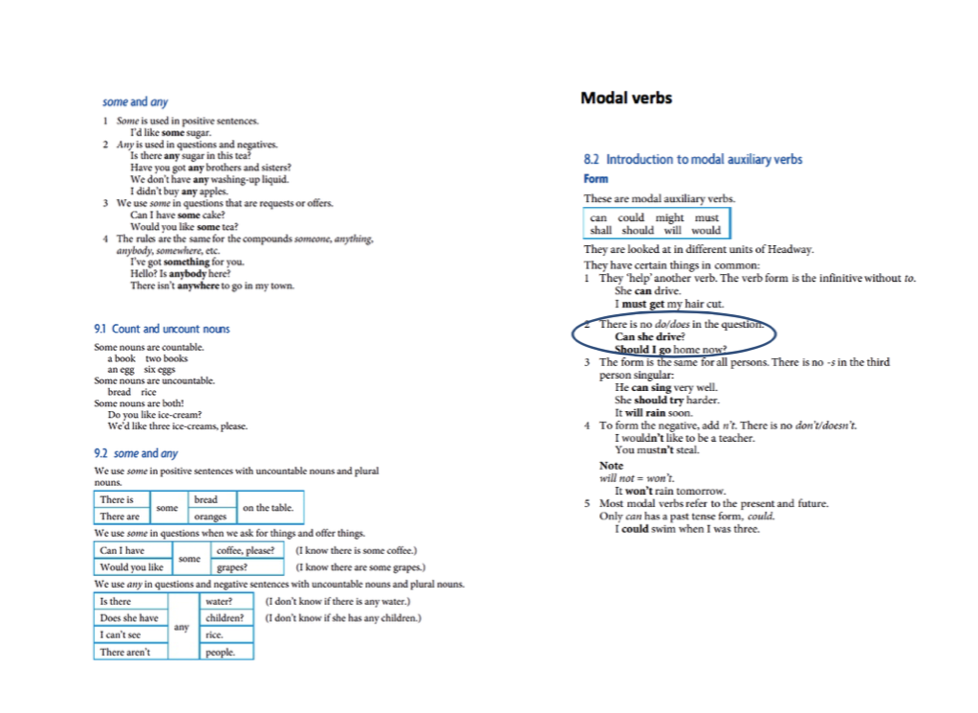 some and any
1 Some is used in positive sentences.
I'd like some sugar.
2 Any is used in questions and negatives.
Is there any sugar in this tea?
Have you got any brothers and sisters?
We don't have any washing-up liquid.
I didn't buy any apples.
3 We use some in questions that are requests or offers.
Can I have some cake?
Would you like some tea?
4 The rules are the same for the compounds someone, anything,
anybody, somewhere, etc.
I've got something for you.
Hello? Is anybody here?
There isn't anywhere to go in my town.
9.1 Count and uncount nouns
Some nouns are countable.
a book two books
an egg six eggs
Some nouns are uncountable.
bread rice
Some nouns are both!
Do you like ice-cream?
We'd like three ice-creams, please.
9.2 some and any
We use some in positive sentences with uncountable nouns and plural
nouns.
There is some bread on the table.
There are oranges
We use some in questions when we ask for things and offer things.
Can I have some coffee, please? (I know there is some coffee.)
Would you like grapes? (I know there are some grapes.)
We use any in questions and negative sentences with uncountable nouns and plural nouns.
Is there water? (I don't know if there is any water.)
Does she have any children? (I don't know if she has any children.)
I can't see rice.
There aren't people.
Modal verbs
8.2 Introduction to modal auxiliary verbs
Form
These are modal auxiliary verbs.
can could might must
shall should will would
They are looked at in different units of Headway.
They have certain things in common:
1 They 'help' another verb. The verb form is the infinitive without to.
She can drive.
I must get my hair cut.
2 There is no do/does in the question.
Can she drive?
Should I go home now?
3 The form is the same for all persons. There is no -s in the third
person singular:
He can sing very well.
She should try harder.
It will rain soon.
4 To form the negative, add n't. There is no don't/doesn't.
I wouldn't like to be a teacher.
You mustn't steal.
Note
will not = won't.
It won't rain tomorrow.
5 Most modal verbs refer to the present and future.
Only can has a past tense form, could.
I could swim when I was three.